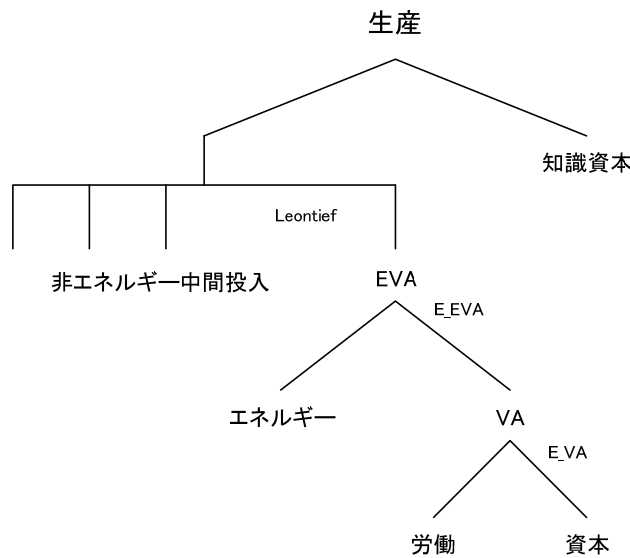 生産
知識資本
Leontief
非エネルギー中間投入
EVA
E_EVA
エネルギー
VA
E_VA
労働
資本